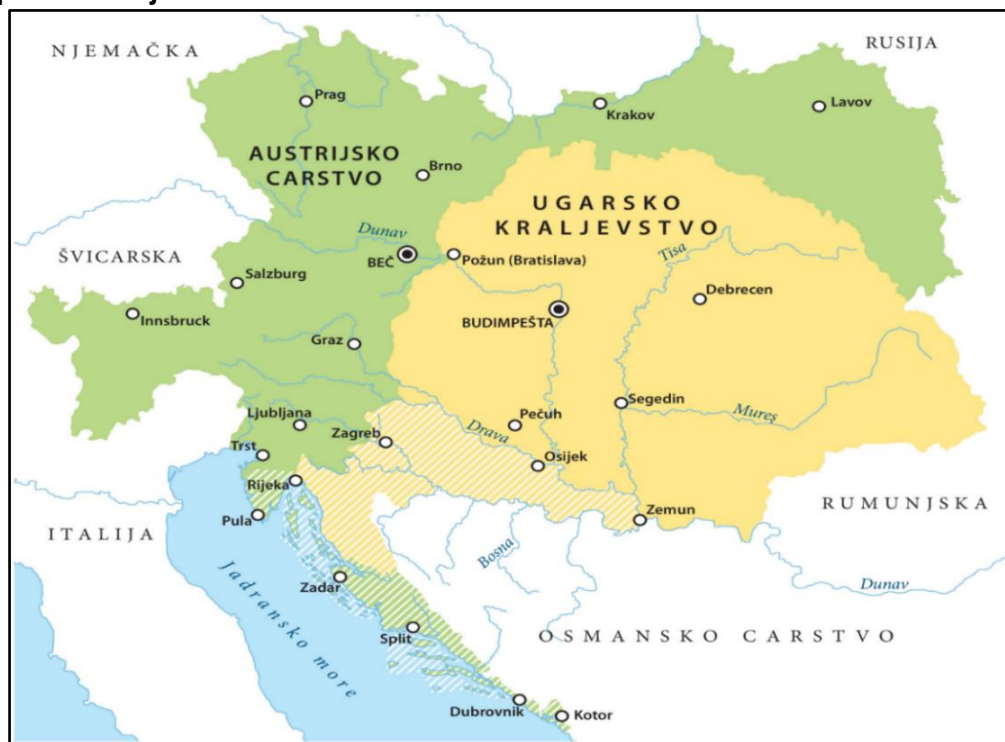 NJEMAČKA
RUSIJA
Prag
Krakov
Lavov
AUSTRIJSKO
CARSTVO
Brno
UGARSKO
KRALJEVSTVO
Dunav
Tisa
ŠVICARSKA
BEČ
Požun (Bratislava)
Salzburg
Debrecen
Innsbruck
BUDIMPEŠTA
Graz
Segedin
Mureș
Ljubljana
Zagreb
Drava
Pečuh
Trst
Osijek
Rijeka
RUMUNJSKA
Zemun
Pula
ITALIJA
Bosna
Jadransko more
Zadar
Dunav
Split
OSMANSKO CARSTVO
Dubrovnik
Kotor